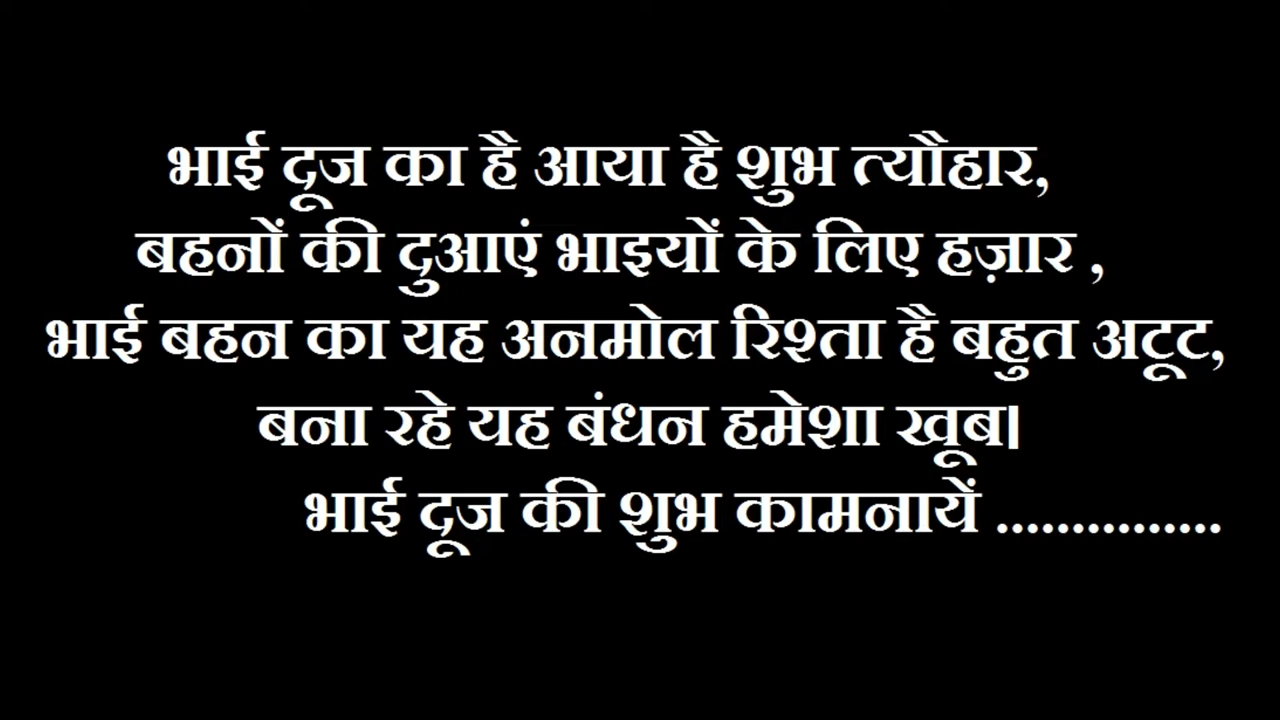 भाई दूज का है आया है शुभ त्यौहार,
बहनों की दुआएं भाइयों के लिए हज़ार ,
भाई बहन का यह अनमोल रिश्ता है बहुत अटूट,
बना रहे यह बंधन हमेशा खूब।
भाई दूज की शुभ कामनायें ...............